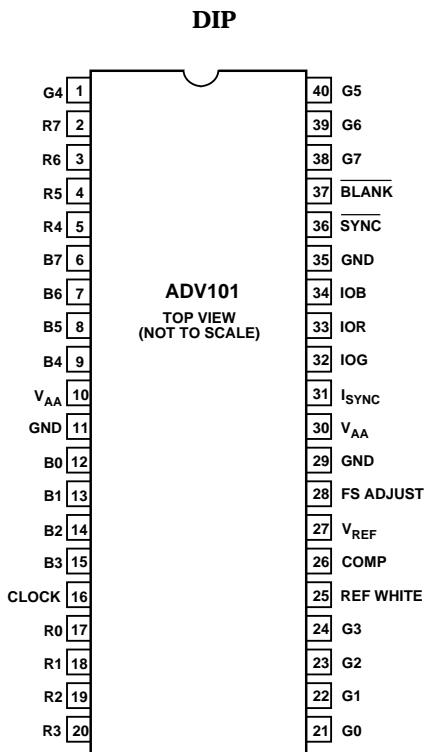 DIP
G4 1 40 G5
R7 2 39 G6
R6 3 38 G7
R5 4 37 BLANK
R4 5 36 SYNC
B7 6 35 GND
B6 7 ADV101 34 IOB
B5 8 TOP VIEW 33 IOR
(NOT TO SCALE)
B4 9 32 IOG
VAA 10 31 ISYNC
GND 11 30 VAA
B0 12 29 GND
B1 13 28 FS ADJUST
B2 14 27 VREF
B3 15 26 COMP
CLOCK 16 25 REF WHITE
R0 17 24 G3
R1 18 23 G2
R2 19 22 G1
R3 20 21 G0